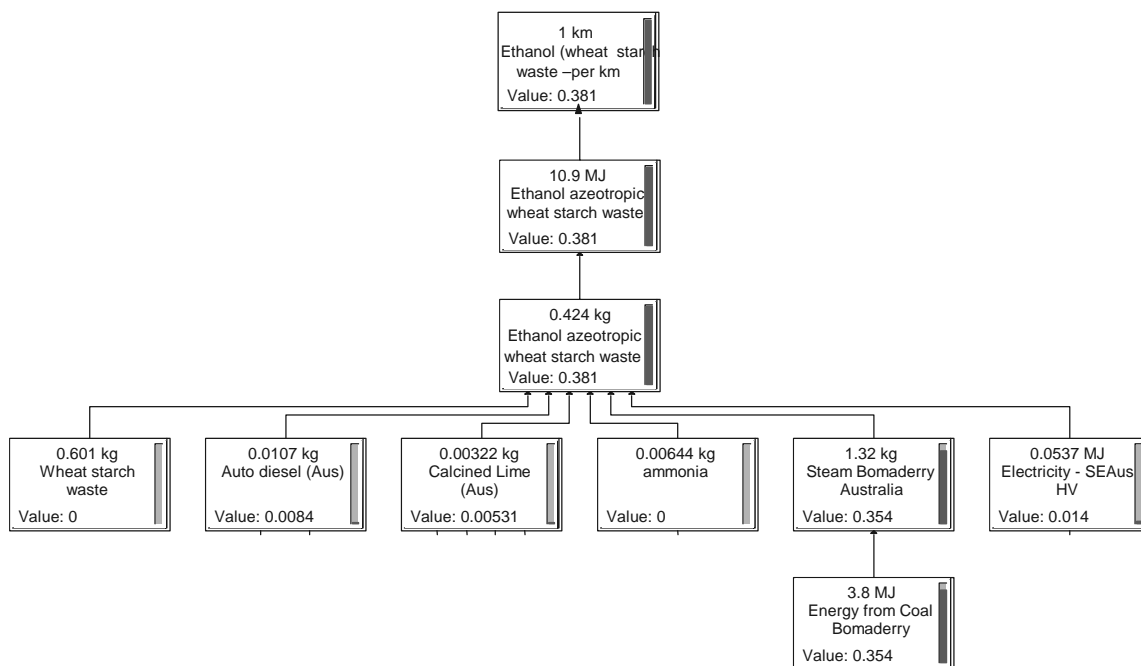 1 km
Ethanol (wheat starch
waste –per km
Value: 0.381
10.9 MJ
Ethanol azeotropic
wheat starch waste
Value: 0.381
0.424 kg
Ethanol azeotropic
wheat starch waste
Value: 0.381
0.601 kg
Wheat starch
waste
Value: 0
0.0107 kg
Auto diesel (Aus)
Value: 0.0084
0.00322 kg
Calcined Lime
(Aus)
Value: 0.00531
0.00644 kg
ammonia
Value: 0
1.32 kg
Steam Bomaderry
Australia
Value: 0.354
0.0537 MJ
Electricity - SEAus
HV
Value: 0.014
3.8 MJ
Energy from Coal
Bomaderry
Value: 0.354